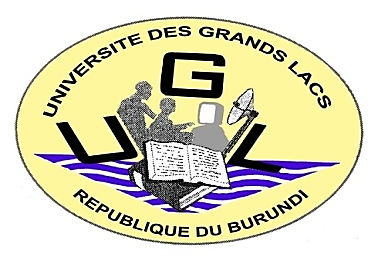 UNIVERSITE DES GRANDS LACS
U G L
REPUBLIQUE DU BURUNDI